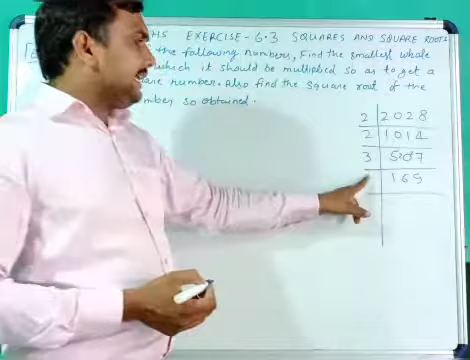 HS EXERCISE - 6.3 SQUARES AND SQUARE ROOTS
the following numbers, find the smallest whole
which it should be multiplied so as to get a
are number. Also find the square root of the
mber so obtained.
2 2028
2 1014
3 507
169